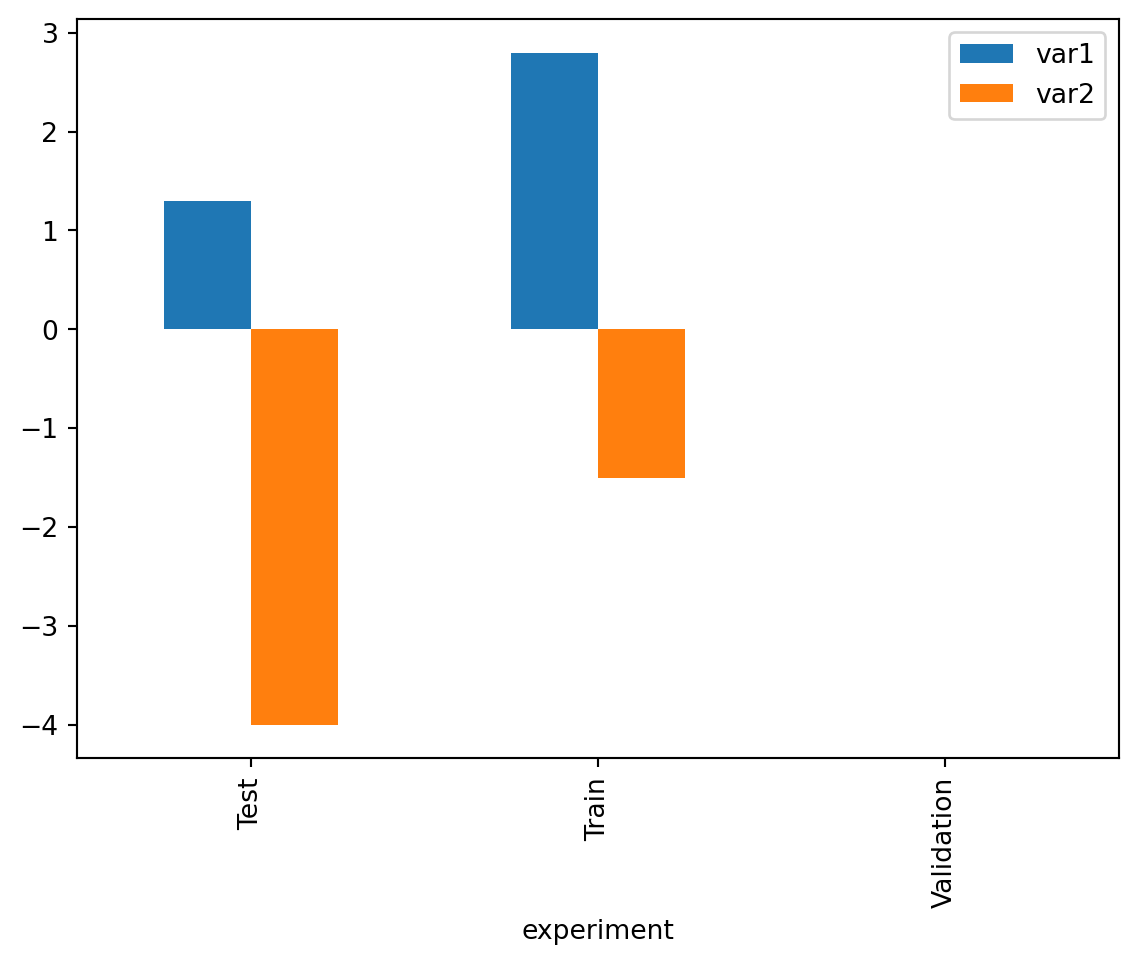 3
2
1
0
−1
−2
−3
−4
var1
var2
Test
Train
Validation
experiment